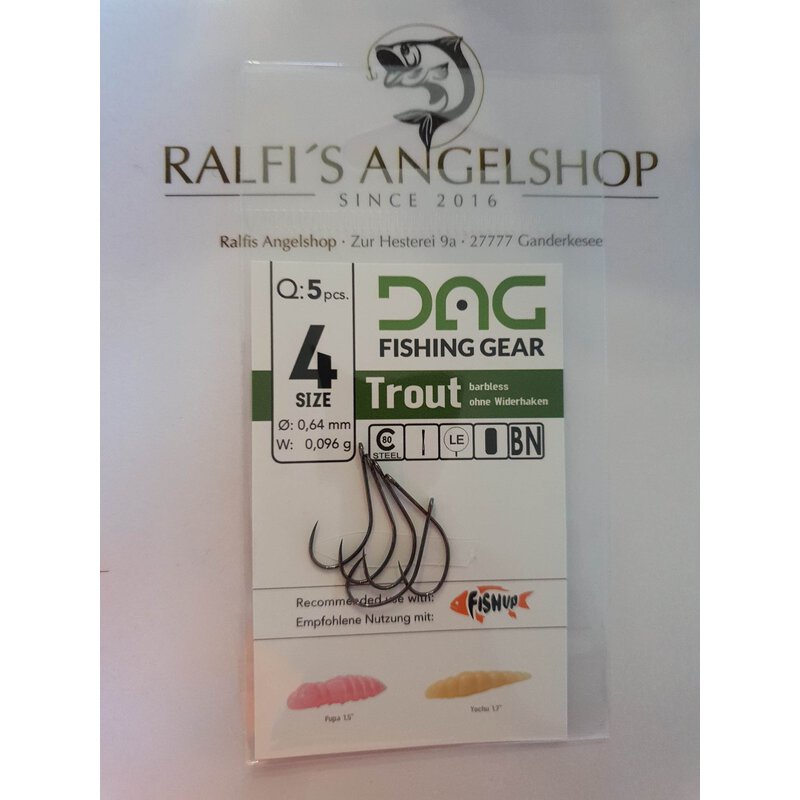 RALFI´S ANGELSHOP
SINCE 2016
Ralfis Angelshop · Zur Hesterei 9a · 27777 Ganderkesee
Q: 5 pcs.
4
SIZE
Ø: 0,64 mm
W: 0,096 g
DAG
FISHING GEAR
Trout
barbless
ohne Widerhaken
C 80
STEEL
LE
BN
Recommended use with:
Empfohlene Nutzung mit:
FISHUP
Pupa 1,5"
Yochu 1.7"